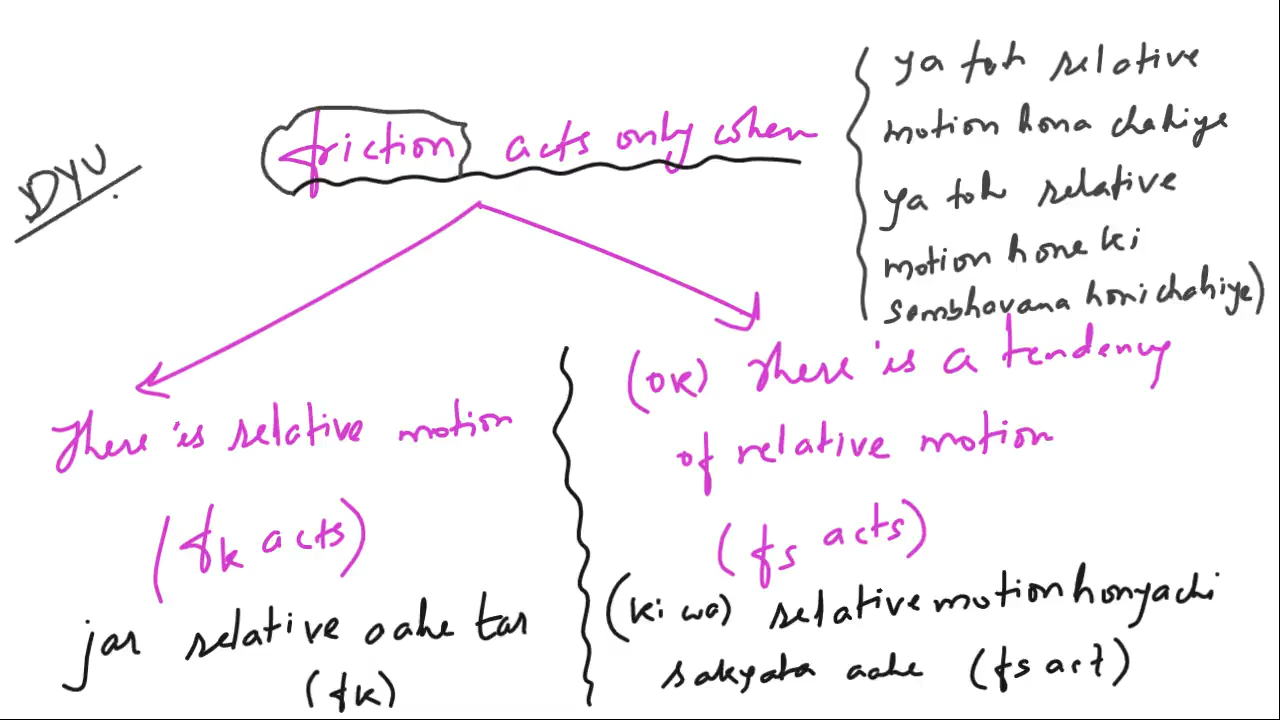 DYU.
friction acts only when
ya toh relative
motion hona chahiye
ya toh relative
motion hone ki
sambhavana honi chahiye)
There is relative motion
(fk acts)
jar relative aahe tar
(fk)
(OR) There is a tendency
of relative motion
(fs acts)
(kiwa) relative motion honyachi
sakyata aahe (fs act)